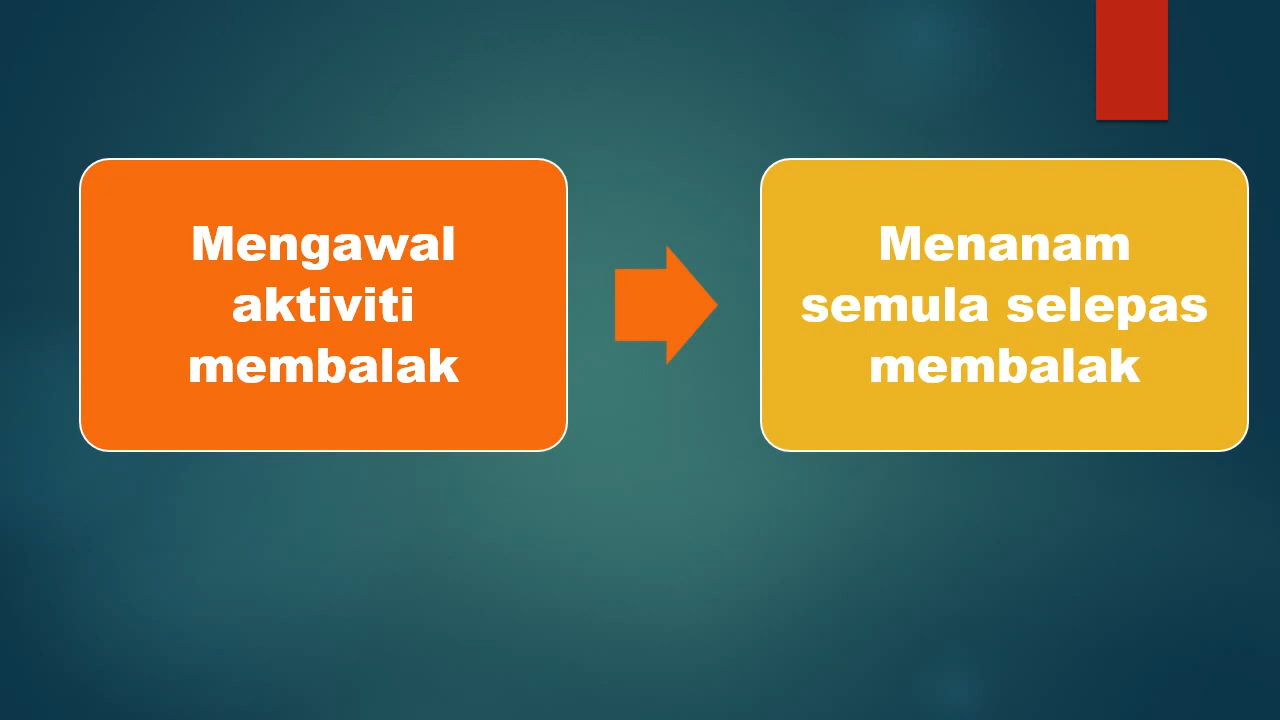 Mengawal
aktiviti
membalak
Menanam
semula selepas
membalak